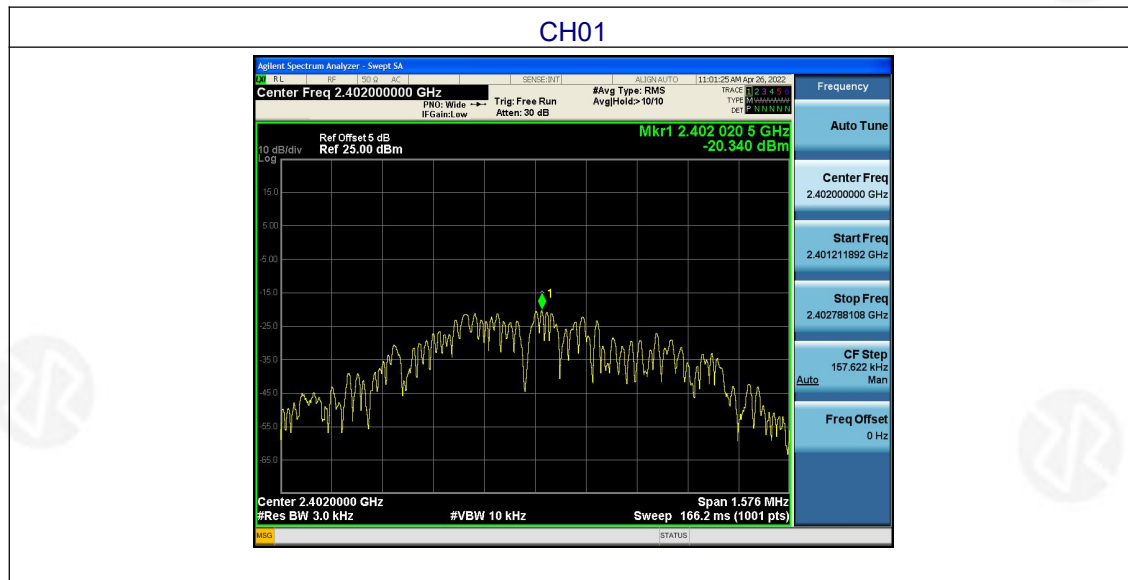 CH01
Agilent Spectrum Analyzer - Swept SA
LXI RL RF 50 Ω AC SENSE:INT ALIGN AUTO 11:01:25 AM Apr 26, 2022
Center Freq 2.402000000 GHz #Avg Type: RMS TRACE 1 2 3 4 5 6
PNO: Wide Trig: Free Run Avg|Hold:> 10/10 TYPE M
IFGain:Low Atten: 30 dB DET P N N N N N
Frequency
Mkr1 2.402 020 5 GHz
Ref Offset 5 dB
10 dB/div Ref 25.00 dBm -20.340 dBm
Log
15.0
5.00
-5.00
-15.0
1
-25.0
-35.0
-45.0
-55.0
-65.0
Center 2.4020000 GHz Span 1.576 MHz
#Res BW 3.0 kHz #VBW 10 kHz Sweep 166.2 ms (1001 pts)
Auto Tune
Center Freq
2.402000000 GHz
Start Freq
2.401211892 GHz
Stop Freq
2.402788108 GHz
CF Step
157.622 kHz
Auto Man
Freq Offset
0 Hz
MSG STATUS